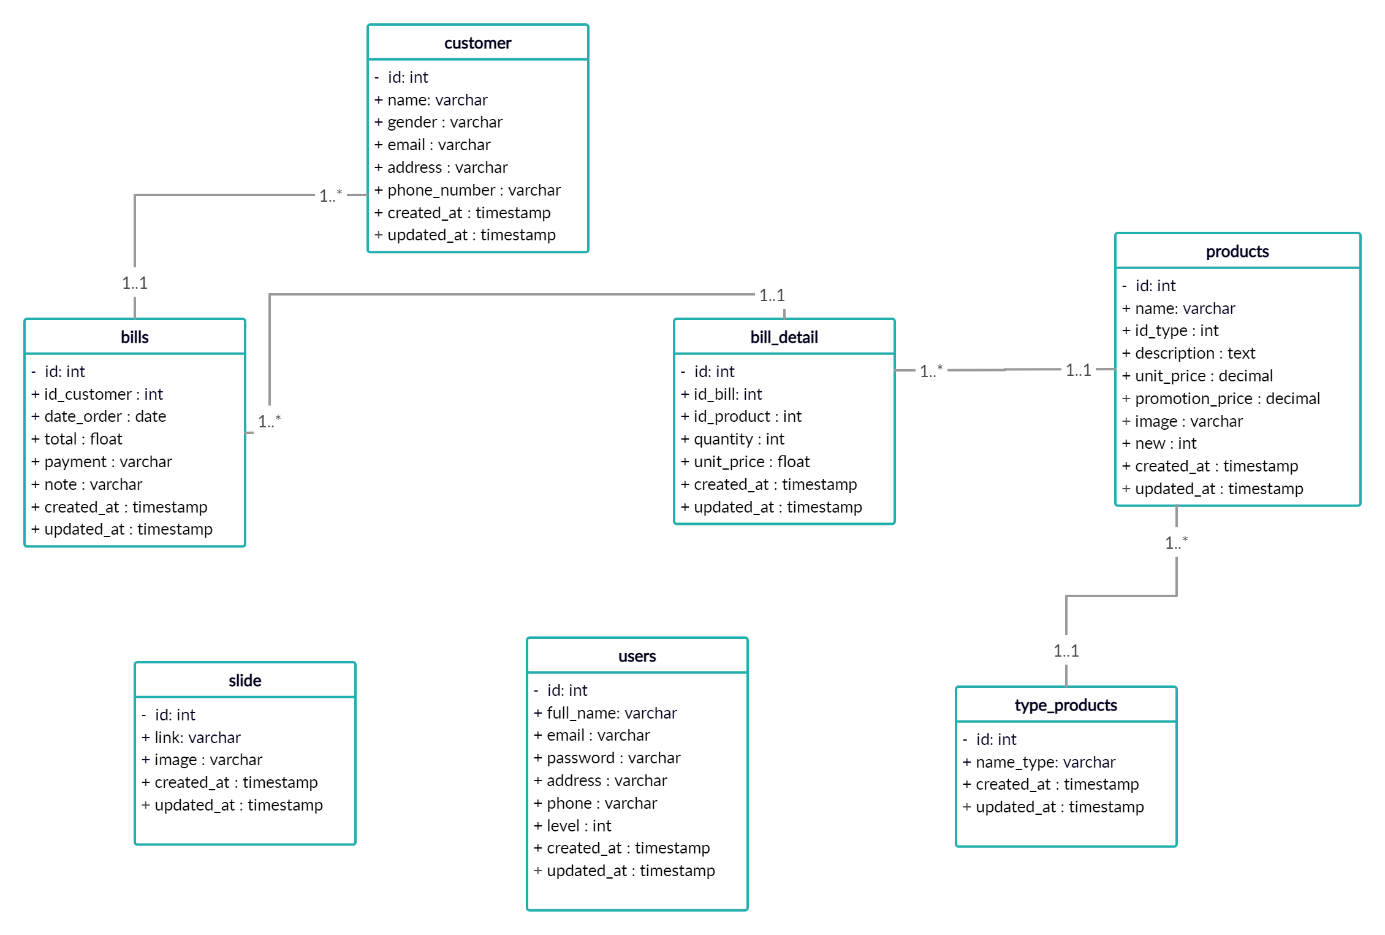 customer
- id: int
+ name: varchar
+ gender : varchar
+ email : varchar
+ address : varchar
+ phone_number : varchar
+ created_at : timestamp
+ updated_at : timestamp
1..*
1..1
bills
- id: int
+ id_customer : int
+ date_order : date
+ total : float
+ payment : varchar
+ note : varchar
+ created_at : timestamp
+ updated_at : timestamp
1..*
1..1
bill_detail
- id: int
+ id_bill: int
+ id_product : int
+ quantity : int
+ unit_price : float
+ created_at : timestamp
+ updated_at : timestamp
1..*
1..1
products
- id: int
+ name: varchar
+ id_type : int
+ description : text
+ unit_price : decimal
+ promotion_price : decimal
+ image : varchar
+ new : int
+ created_at : timestamp
+ updated_at : timestamp
1..*
1..1
slide
- id: int
+ link: varchar
+ image : varchar
+ created_at : timestamp
+ updated_at : timestamp
users
- id: int
+ full_name: varchar
+ email : varchar
+ password : varchar
+ address : varchar
+ phone : varchar
+ level : int
+ created_at : timestamp
+ updated_at : timestamp
type_products
- id: int
+ name_type: varchar
+ created_at : timestamp
+ updated_at : timestamp